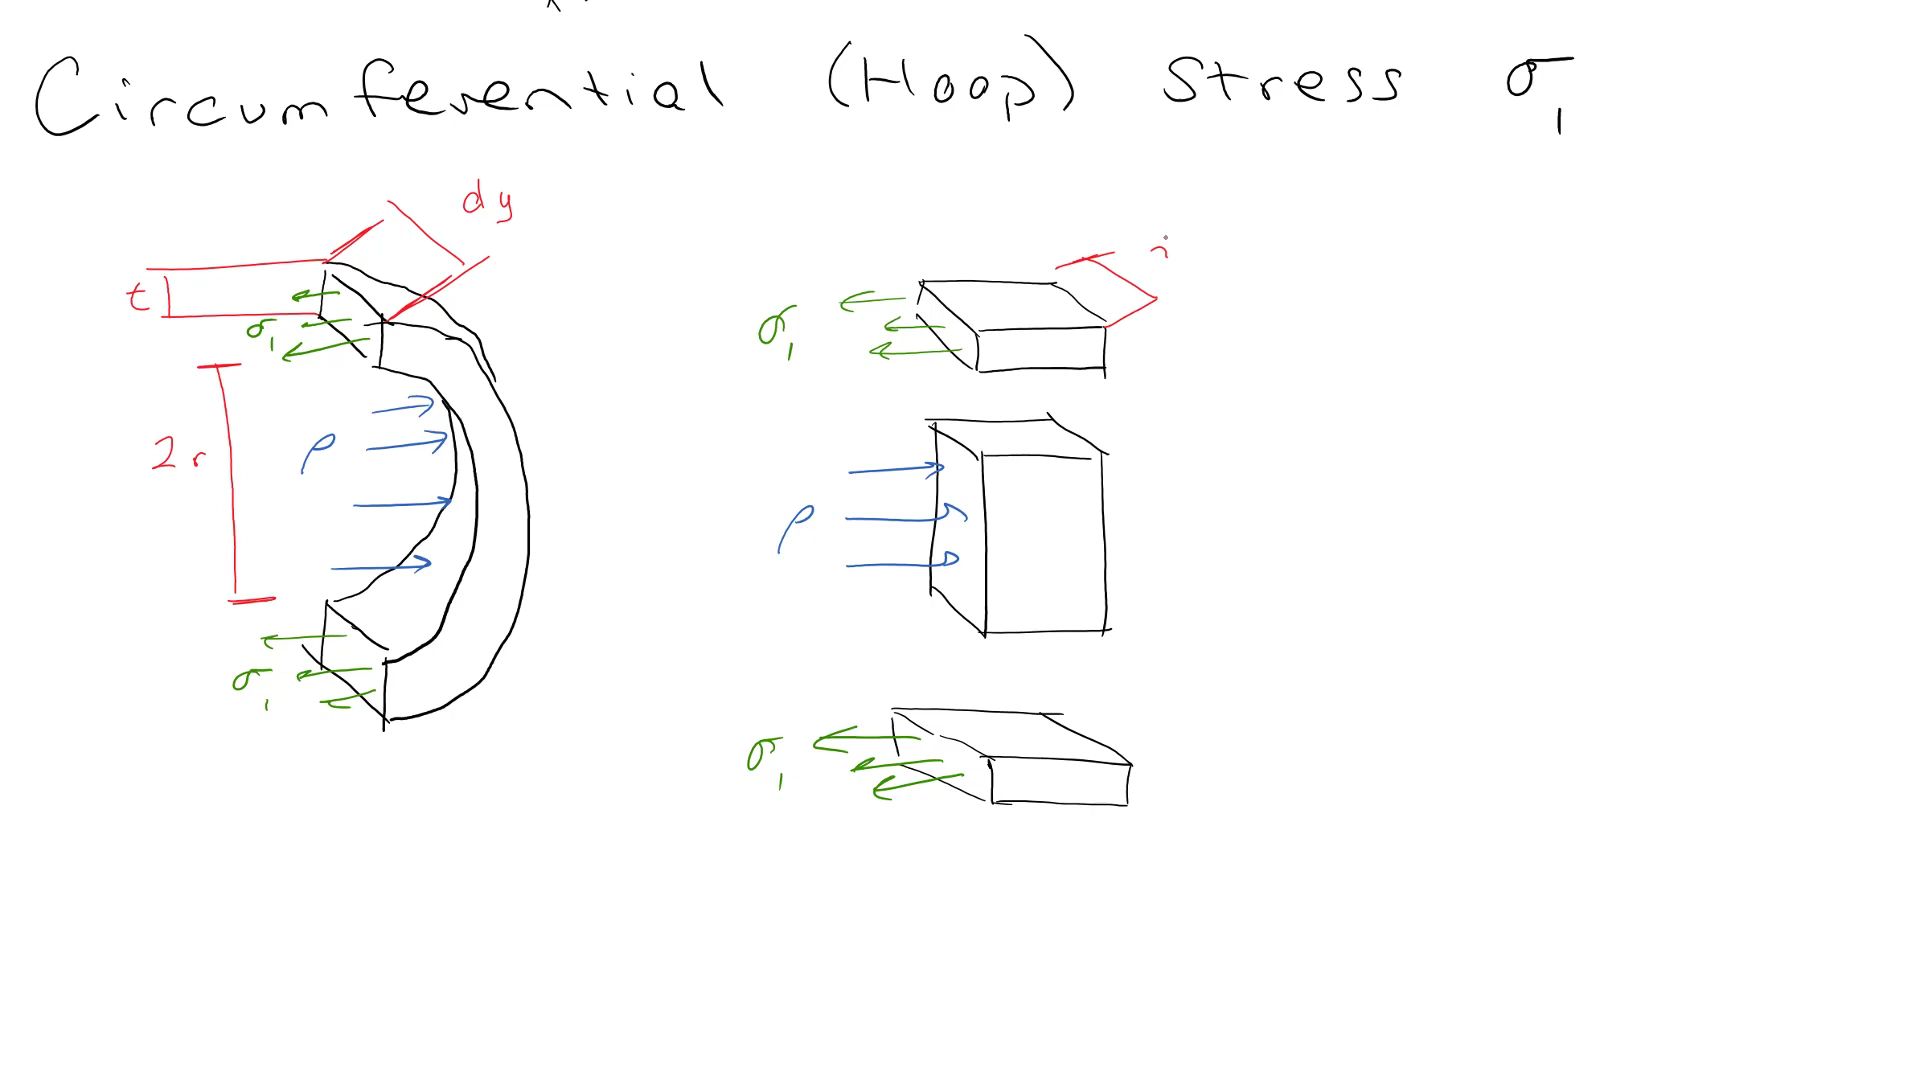 Circumferential (Hoop) Stress σ₁
dy
t
σ₁
σ₁
2r
ρ
ρ
σ₁
σ₁